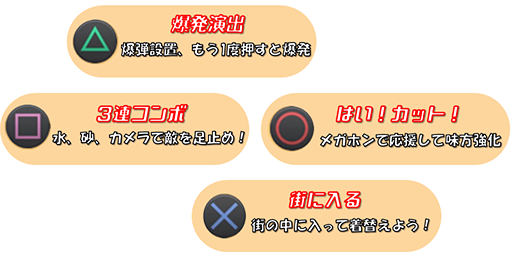 爆発演出
爆弾設置、もう1度押すと爆発
3連コンボ
水、砂、カメラで敵を足止め!
はい!カット!
メガホンで応援して味方強化
街に入る
街の中に入って着替えよう!